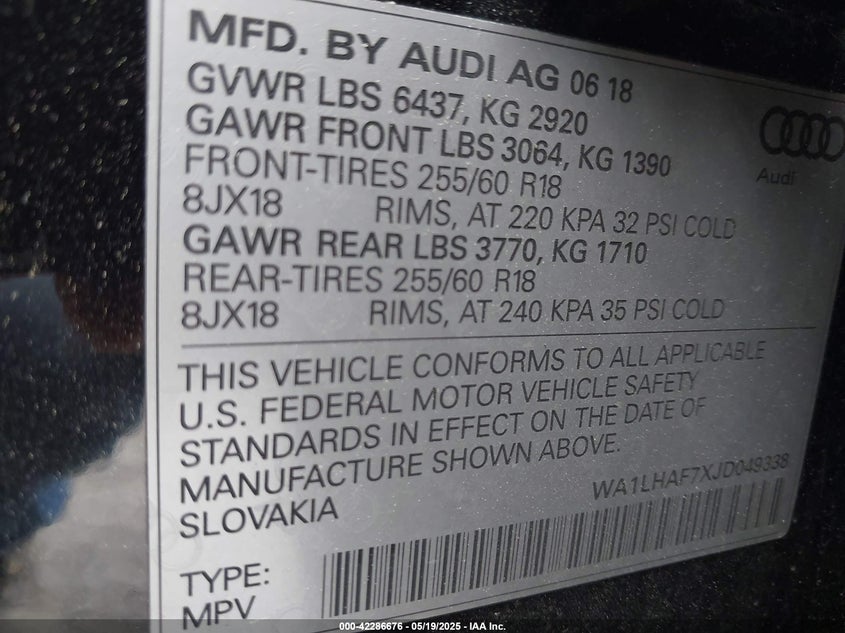 MFD. BY AUDI AG 06 18
GVWR LBS 6437, KG 2920
GAWR FRONT LBS 3064, KG 1390
FRONT-TIRES 255/60 R18
8JX18 RIMS, AT 220 KPA 32 PSI COLD
GAWR REAR LBS 3770, KG 1710
REAR-TIRES 255/60 R18
8JX18 RIMS, AT 240 KPA 35 PSI COLD
Audi
THIS VEHICLE CONFORMS TO ALL APPLICABLE
U.S. FEDERAL MOTOR VEHICLE SAFETY
STANDARDS IN EFFECT ON THE DATE OF
MANUFACTURE SHOWN ABOVE.
SLOVAKIA
WA1LHAF7XJD049338
TYPE:
MPV
000-42286676 - 05/19/2025 - IAA Inc.